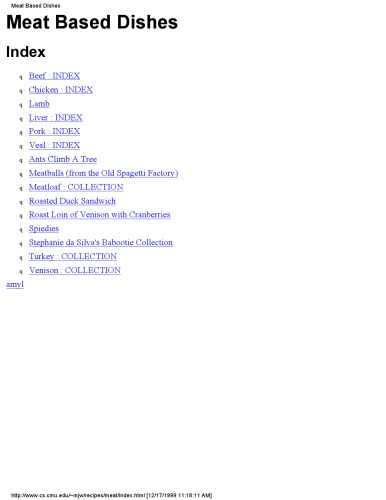 Meat Based Dishes
Meat Based Dishes
Index
q Beef : INDEX
q Chicken : INDEX
q Lamb
q Liver : INDEX
q Pork : INDEX
q Veal : INDEX
q Ants Climb A Tree
q Meatballs (from the Old Spagetti Factory)
q Meatloaf : COLLECTION
q Roasted Duck Sandwich
q Roast Loin of Venison with Cranberries
q Spiedies
q Stephanie da Silva's Babootie Collection
q Turkey : COLLECTION
q Venison : COLLECTION
amyl
http://www.cs.cmu.edu/~mjw/recipes/meat/index.html [12/17/1999 11:18:11 AM]